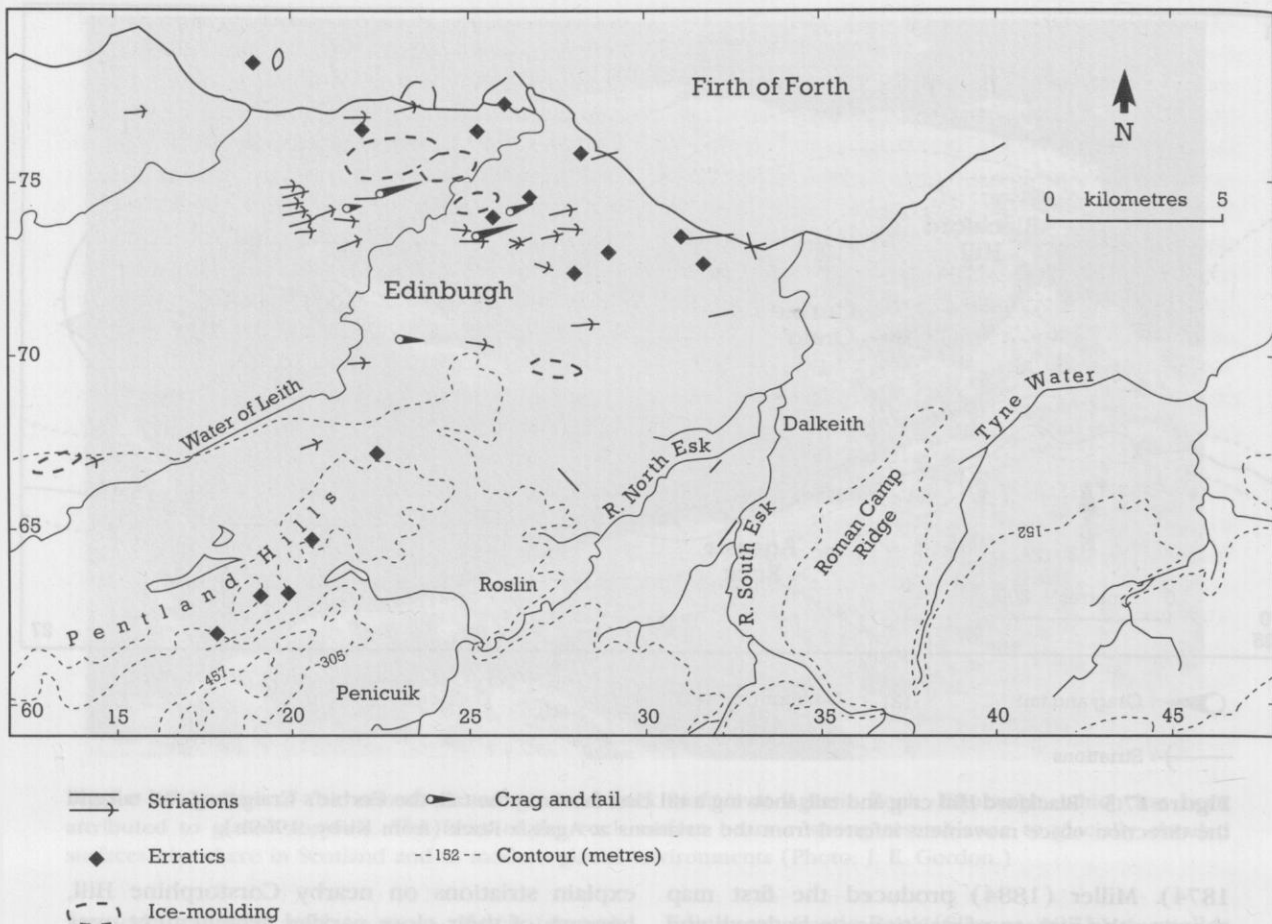 Firth of Forth
N
75
0 kilometres 5
Edinburgh
70
Water of Leith
Tyne Water
Dalkeith
R. North Esk
Roman Camp
Ridge
65
152
R. South Esk
Pentland Hills
Roslin
305
457
Penicuik
60
15 20 25 30 35 40 45
Striations
Crag and tail
Erratics
-152- Contour (metres)
Ice-moulding